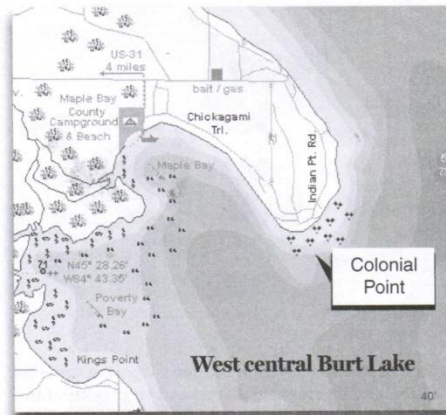 US-31
4 miles
bait / gas
Maple Bay
County
Campground
& Beach
Chickagami
Trl.
Indian Pt. Rd.
Maple Bay
71
N45° 28.26'
W84° 43.35'
Poverty
Bay
Colonial
Point
Kings Point
West central Burt Lake
40'